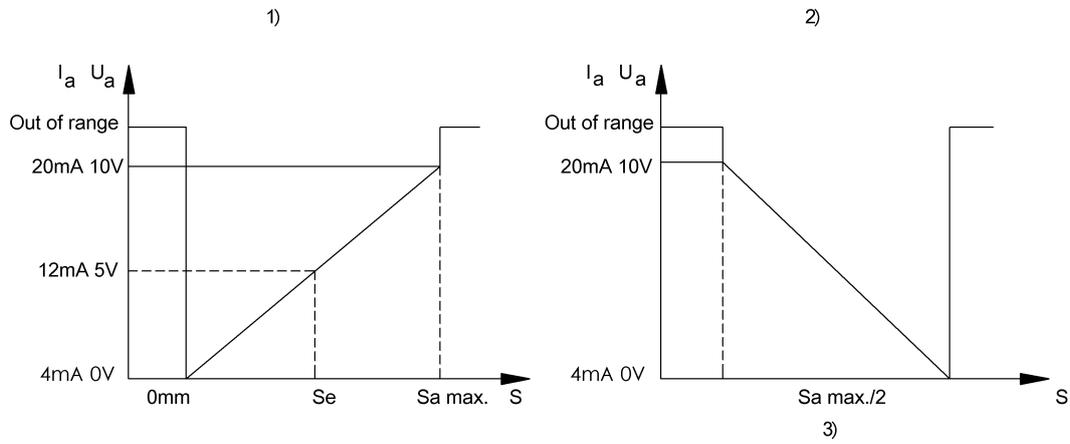 1)
2)
Ia Ua
Ia Ua
Out of range
Out of range
20mA 10V
20mA 10V
12mA 5V
4mA 0V
4mA 0V
0mm
Se
Sa max.
S
Sa max./2
S
3)